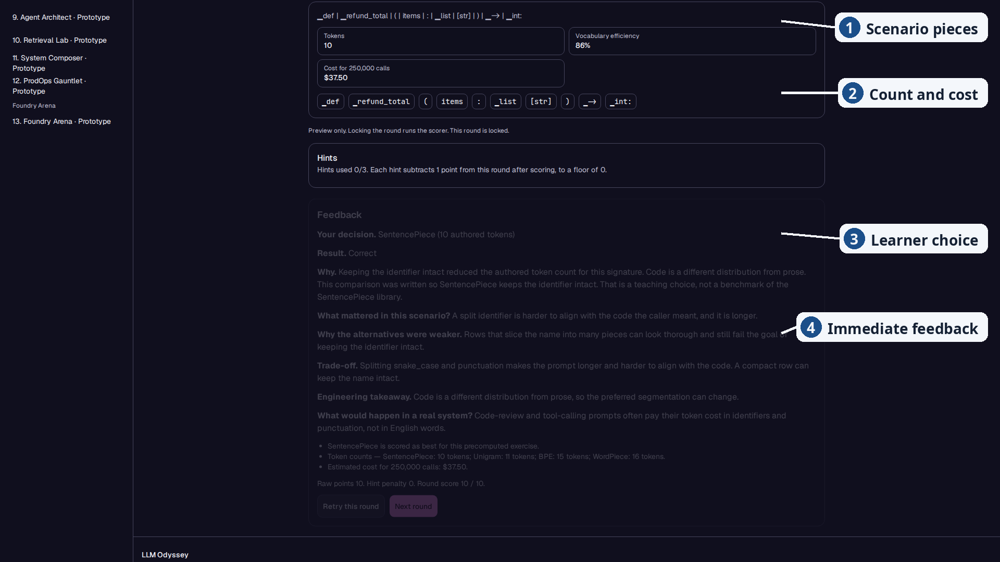 9. Agent Architect · Prototype
10. Retrieval Lab · Prototype
11. System Composer ·
Prototype
12. ProdOps Gauntlet ·
Prototype
Foundry Arena
13. Foundry Arena · Prototype
▁def | ▁refund_total | ( | items | : | ▁list | [str] | ) | ▁-> | ▁int:
Tokens
10
Vocabulary efficiency
86%
Cost for 250,000 calls
$37.50
▁def ▁refund_total ( items : ▁list [str] ) ▁-> ▁int:
Preview only. Locking the round runs the scorer. This round is locked.
Hints
Hints used 0/3. Each hint subtracts 1 point from this round after scoring, to a floor of 0.
Feedback
Your decision. SentencePiece (10 authored tokens)
Result. Correct
Why. Keeping the identifier intact reduced the authored token count for this signature. Code is a different distribution from prose.
This comparison was written so SentencePiece keeps the identifier intact. That is a teaching choice, not a benchmark of the
SentencePiece library.
What mattered in this scenario? A split identifier is harder to align with the code the caller meant, and it is longer.
Why the alternatives were weaker. Rows that slice the name into many pieces can look thorough and still fail the goal of
keeping the identifier intact.
Trade-off. Splitting snake_case and punctuation makes the prompt longer and harder to align with the code. A compact row can
keep the name intact.
Engineering takeaway. Code is a different distribution from prose, so the preferred segmentation can change.
What would happen in a real system? Code-review and tool-calling prompts often pay their token cost in identifiers and
punctuation, not in English words.
• SentencePiece is scored as best for this precomputed exercise.
• Token counts — SentencePiece: 10 tokens; Unigram: 11 tokens; BPE: 15 tokens; WordPiece: 16 tokens.
• Estimated cost for 250,000 calls: $37.50.
Raw points 10. Hint penalty 0. Round score 10 / 10.
Retry this round
Next round
LLM Odyssey
1 Scenario pieces
2 Count and cost
3 Learner choice
4 Immediate feedback